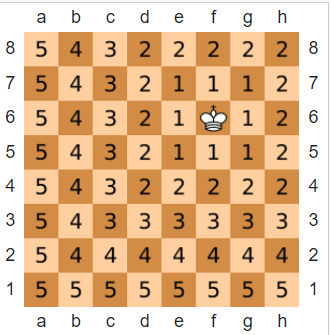 a b c d e f g h
8 5 4 3 2 2 2 2 2 8
7 5 4 3 2 1 1 1 2 7
6 5 4 3 2 1 1 2 6
5 5 4 3 2 1 1 1 2 5
4 5 4 3 2 2 2 2 2 4
3 5 4 3 3 3 3 3 3 3
2 5 4 4 4 4 4 4 4 2
1 5 5 5 5 5 5 5 5 1
a b c d e f g h